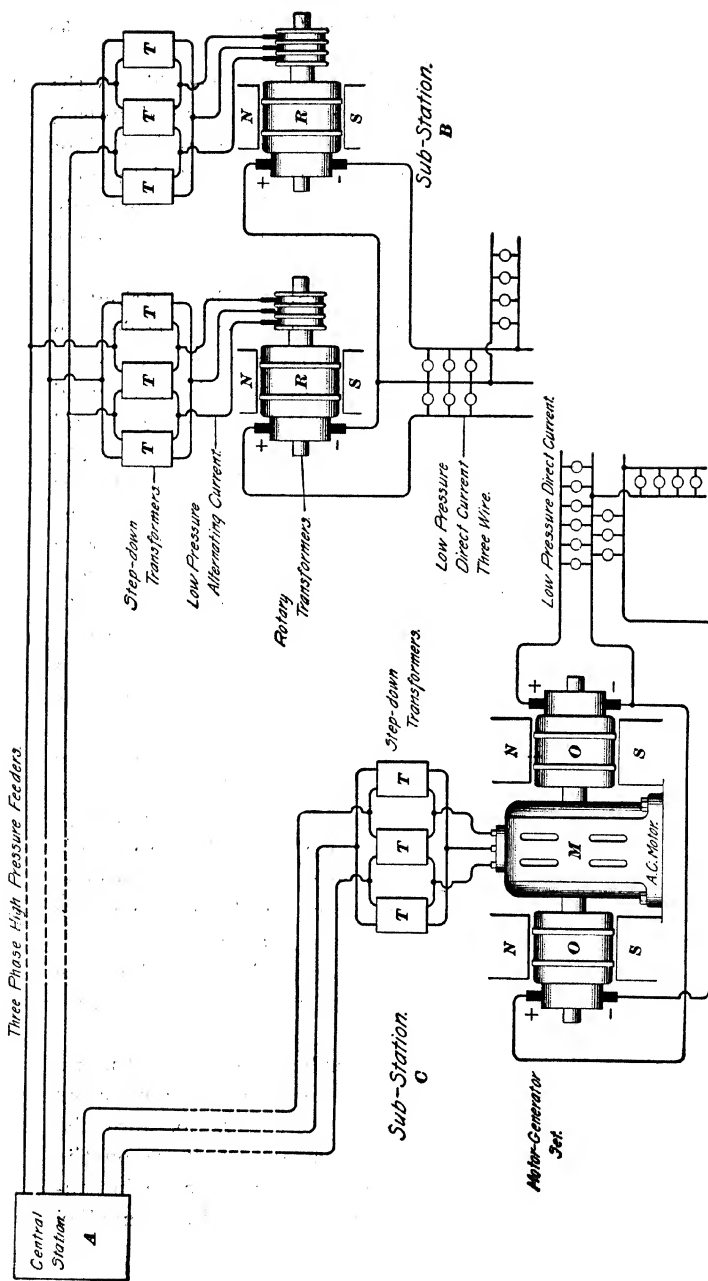 Three Phase High Pressure Feeders.
Central
Station.
A
T
T
T
T
T
T
Step-down
Transformers
Low Pressure
Alternating Current
N
R
S
+
-
N
R
S
+
-
Rotary
Transformers
Sub-Station.
B
Low Pressure
Direct Current
Three Wire.
Step-down
Transformers.
T
T
T
Sub-Station.
C
Motor-Generator
Set.
N
O
S
+
-
M
A.C. Motor.
N
O
S
+
-
Low Pressure Direct Current.